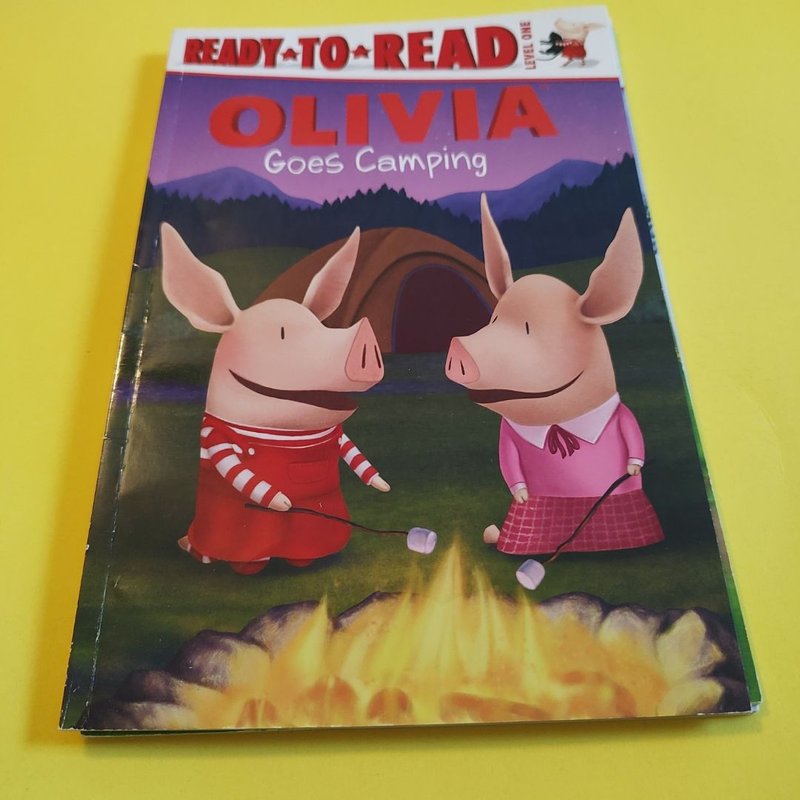 READY★TO★READ
LEVEL ONE
OLIVIA
Goes Camping